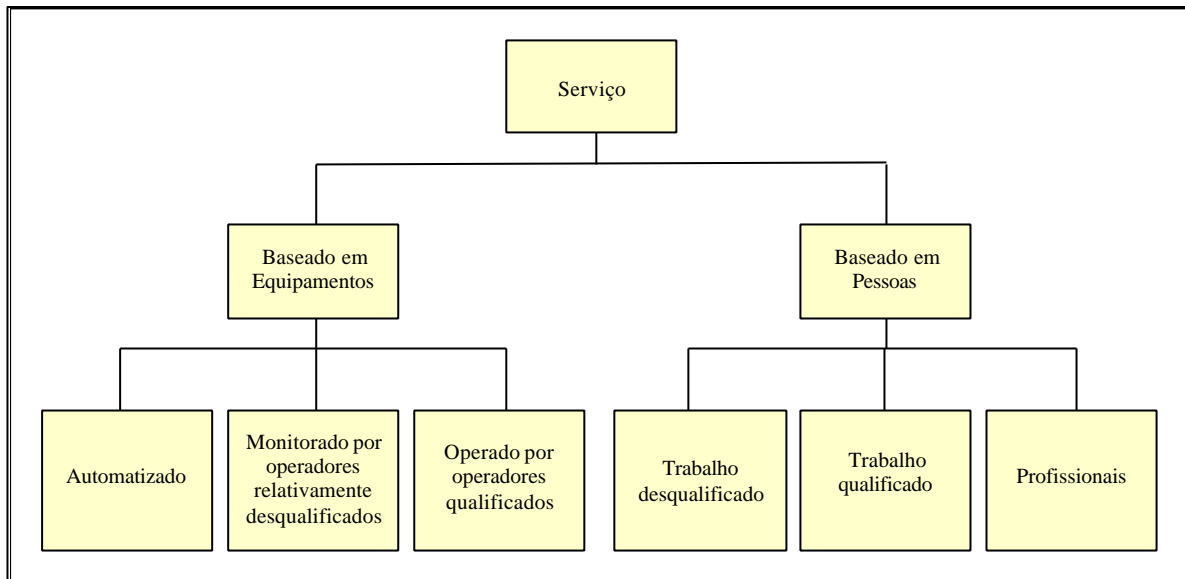 Serviço
Baseado em
Equipamentos
Baseado em
Pessoas
Automatizado
Monitorado por
operadores
relativamente
desqualificados
Operado por
operadores
qualificados
Trabalho
desqualificado
Trabalho
qualificado
Profissionais